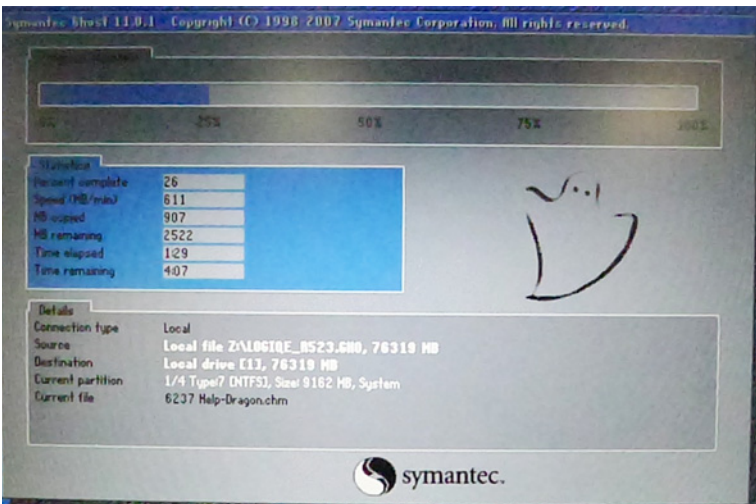 Symantec Ghost 11.0.1 Copyright (C) 1998-2007 Symantec Corporation. All rights reserved.
0% 25% 50% 75% 100%
Statistics
Percent complete 26
Speed (MB/min) 611
MB copied 907
MB remaining 2522
Time elapsed 1:29
Time remaining 4:07
Details
Connection type Local
Source Local file Z:\LOGIQE_R523.GHO, 76319 MB
Destination Local drive [1], 76319 MB
Current partition 1/4 Type:7 [NTFS], Size: 9162 MB, System
Current file 6237 Help-Dragon.chm
symantec.